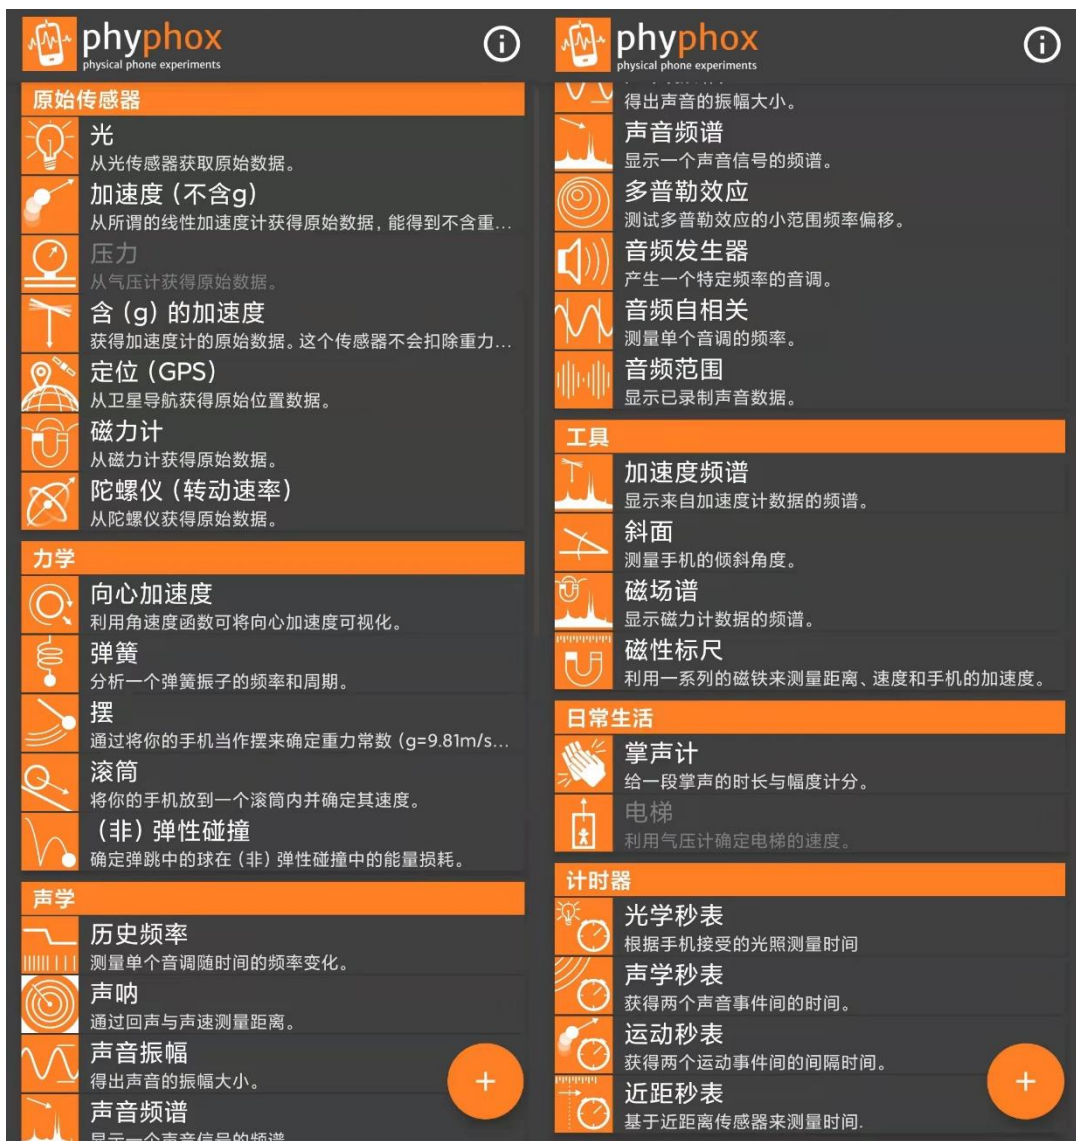 phyphox
physical phone experiments
原始传感器
光
从光传感器获取原始数据。
加速度（不含g）
从所谓的线性加速度计获得原始数据，能得到不含重...
压力
从气压计获得原始数据。
含（g）的加速度
获得加速度计的原始数据。这个传感器不会扣除重力...
定位（GPS）
从卫星导航获得原始位置数据。
磁力计
从磁力计获得原始数据。
陀螺仪（转动速率）
从陀螺仪获得原始数据。
力学
向心加速度
利用角速度函数可将向心加速度可视化。
弹簧
分析一个弹簧振子的频率和周期。
摆
通过将你的手机当作摆来确定重力常数（g=9.81m/s...
滚筒
将你的手机放到一个滚筒内并确定其速度。
（非）弹性碰撞
确定弹跳中的球在（非）弹性碰撞中的能量损耗。
声学
历史频率
测量单个音调随时间的频率变化。
声呐
通过回声与声速测量距离。
声音振幅
得出声音的振幅大小。
声音频谱
显示一个声音信号的频谱
+
phyphox
physical phone experiments
得出声音的振幅大小。
声音频谱
显示一个声音信号的频谱。
多普勒效应
测试多普勒效应的小范围频率偏移。
音频发生器
产生一个特定频率的音调。
音频自相关
测量单个音调的频率。
音频范围
显示已录制声音数据。
工具
加速度频谱
显示来自加速度计数据的频谱。
斜面
测量手机的倾斜角度。
磁场谱
显示磁力计数据的频谱。
磁性标尺
利用一系列的磁铁来测量距离、速度和手机的加速度。
日常生活
掌声计
给一段掌声的时长与幅度计分。
电梯
利用气压计确定电梯的速度。
计时器
光学秒表
根据手机接受的光照测量时间
声学秒表
获得两个声音事件间的时间。
运动秒表
获得两个运动事件间的间隔时间。
近距秒表
基于近距离传感器来测量时间.
+